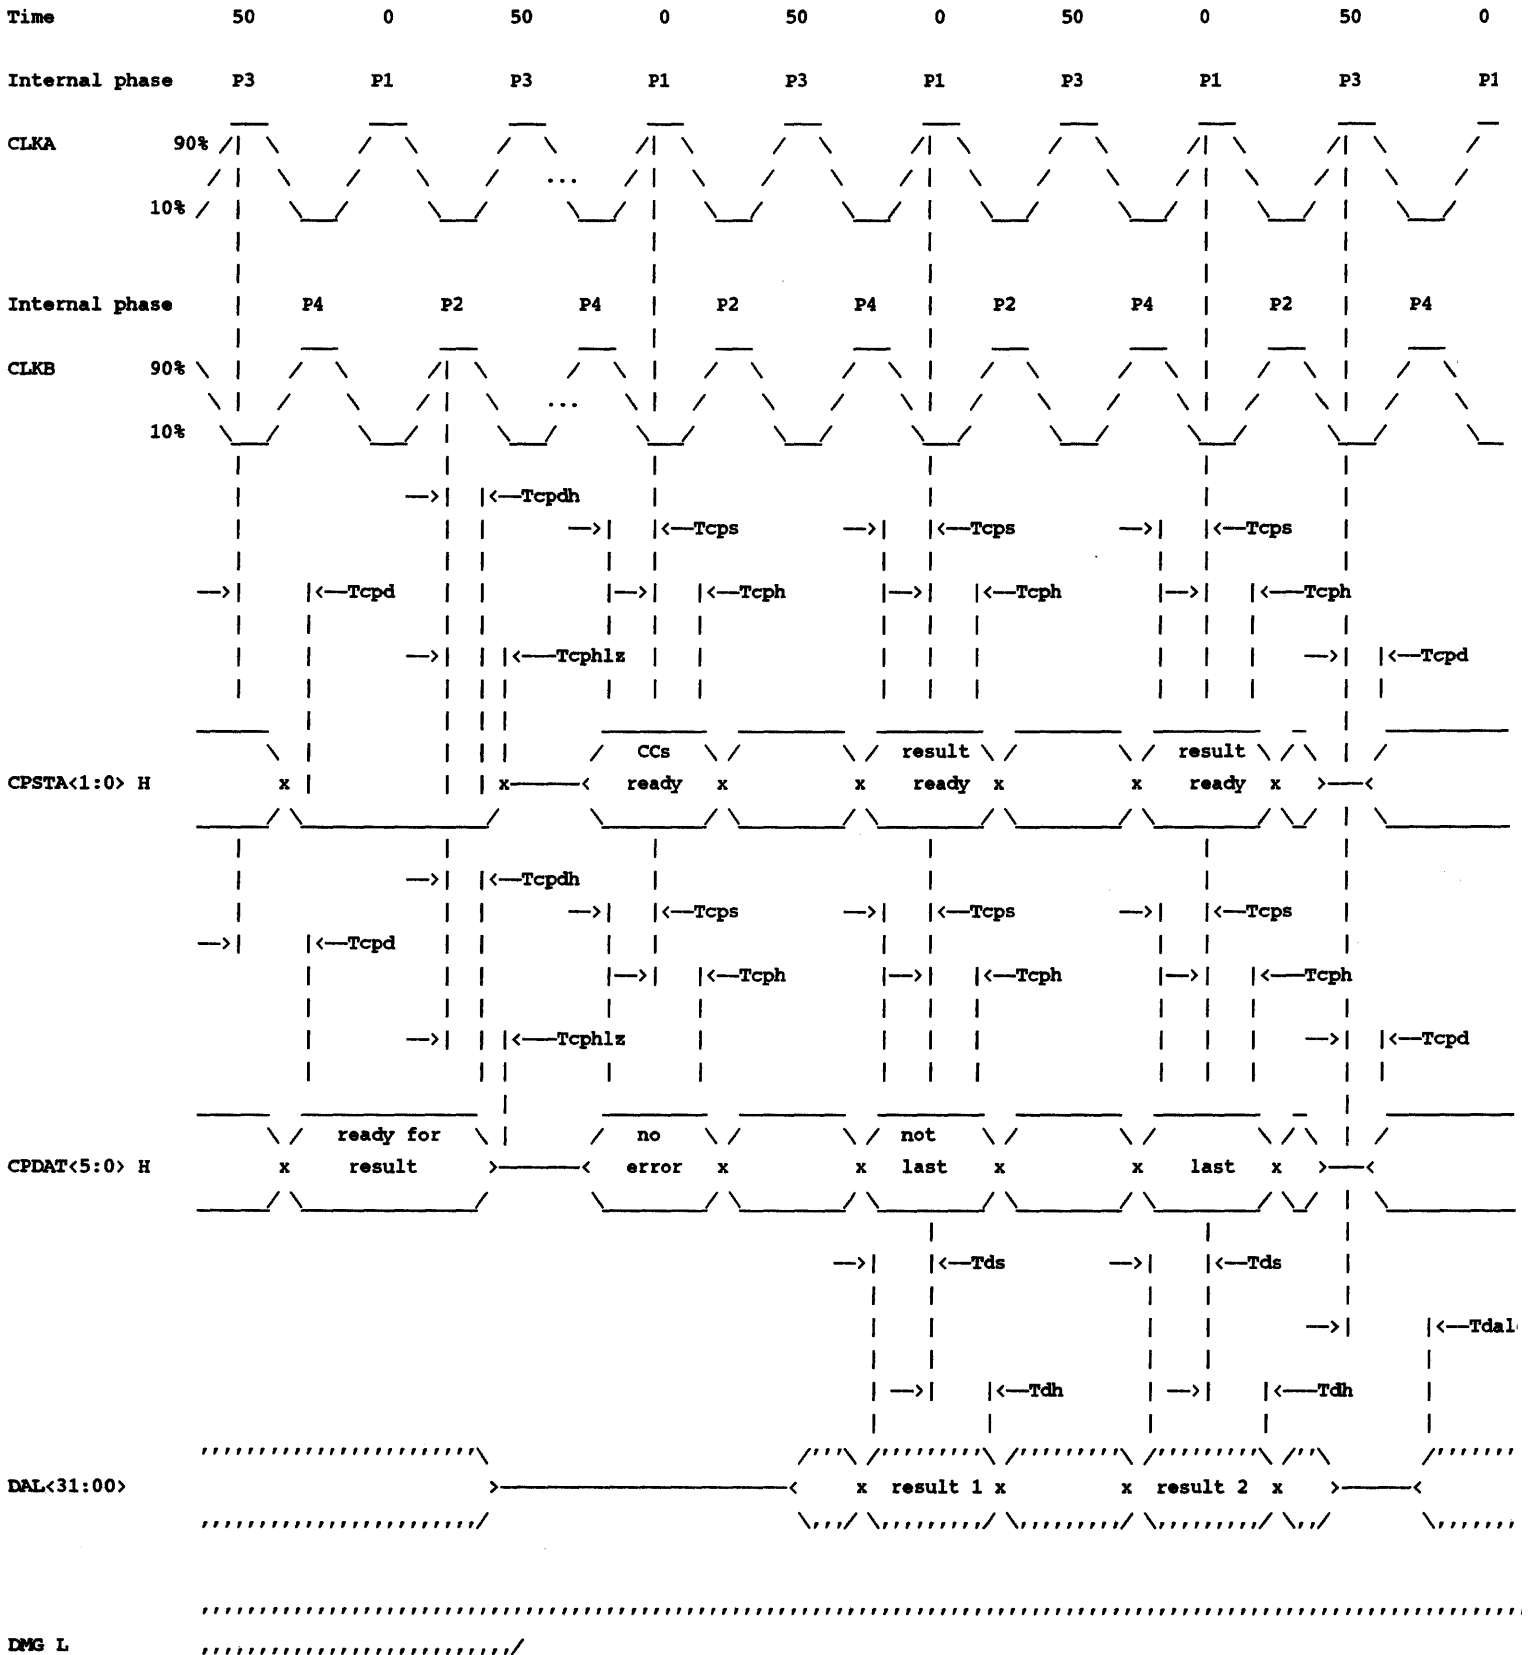 Time 50 0 50 0 50 0 50 0 50 0
Internal phase P3 P1 P3 P1 P3 P1 P3 P1 P3 P1
CLKA 90%
...
10%
Internal phase P4 P2 P4 P2 P4 P2 P4 P2 P4
CLKB 90%
...
10%
Tcpdh
Tcps Tcps Tcps
Tcpd Tcph Tcph Tcph
Tcphlz Tcpd
CCs result result
CPSTA<1:0> H x x ready x x ready x x ready x
Tcpdh
Tcps Tcps Tcps
Tcpd Tcph Tcph Tcph
Tcphlz Tcpd
ready for no not
CPDAT<5:0> H x result error x x last x x last x
Tds Tds
Tdal
Tdh Tdh
DAL<31:00> x result 1 x x result 2 x
DMG L